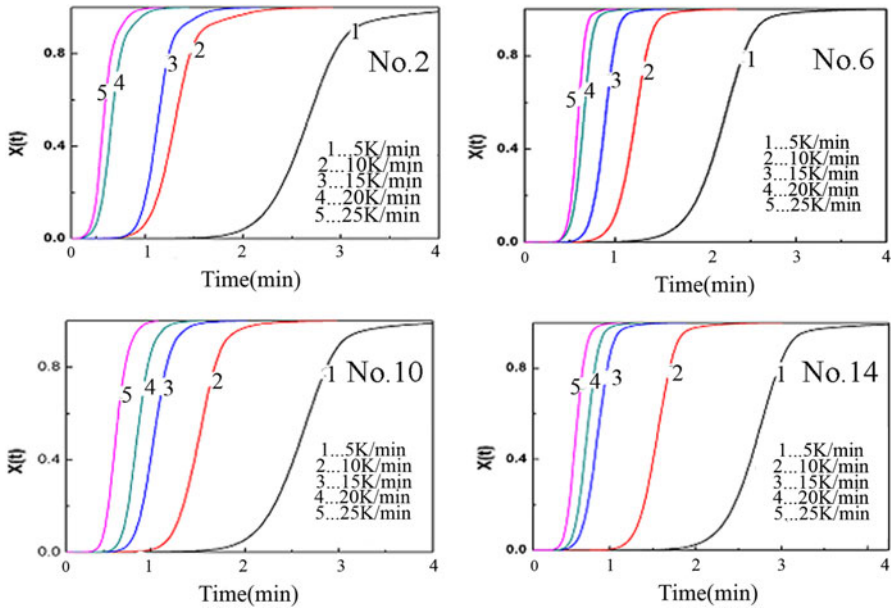 0.8
0.4
0.0
X(t)
0
1
2
3
4
Time(min)
1
2
3
4
5
No.2
1...5K/min
2...10K/min
3...15K/min
4...20K/min
5...25K/min
0.8
0.4
0.0
X(t)
0
1
2
3
4
Time(min)
1
2
3
4
5
No.6
1...5K/min
2...10K/min
3...15K/min
4...20K/min
5...25K/min
0.8
0.4
0.0
X(t)
0
1
2
3
4
Time(min)
1
2
3
4
5
No.10
1...5K/min
2...10K/min
3...15K/min
4...20K/min
5...25K/min
0.8
0.4
0.0
X(t)
0
1
2
3
4
Time(min)
1
2
3
4
5
No.14
1...5K/min
2...10K/min
3...15K/min
4...20K/min
5...25K/min